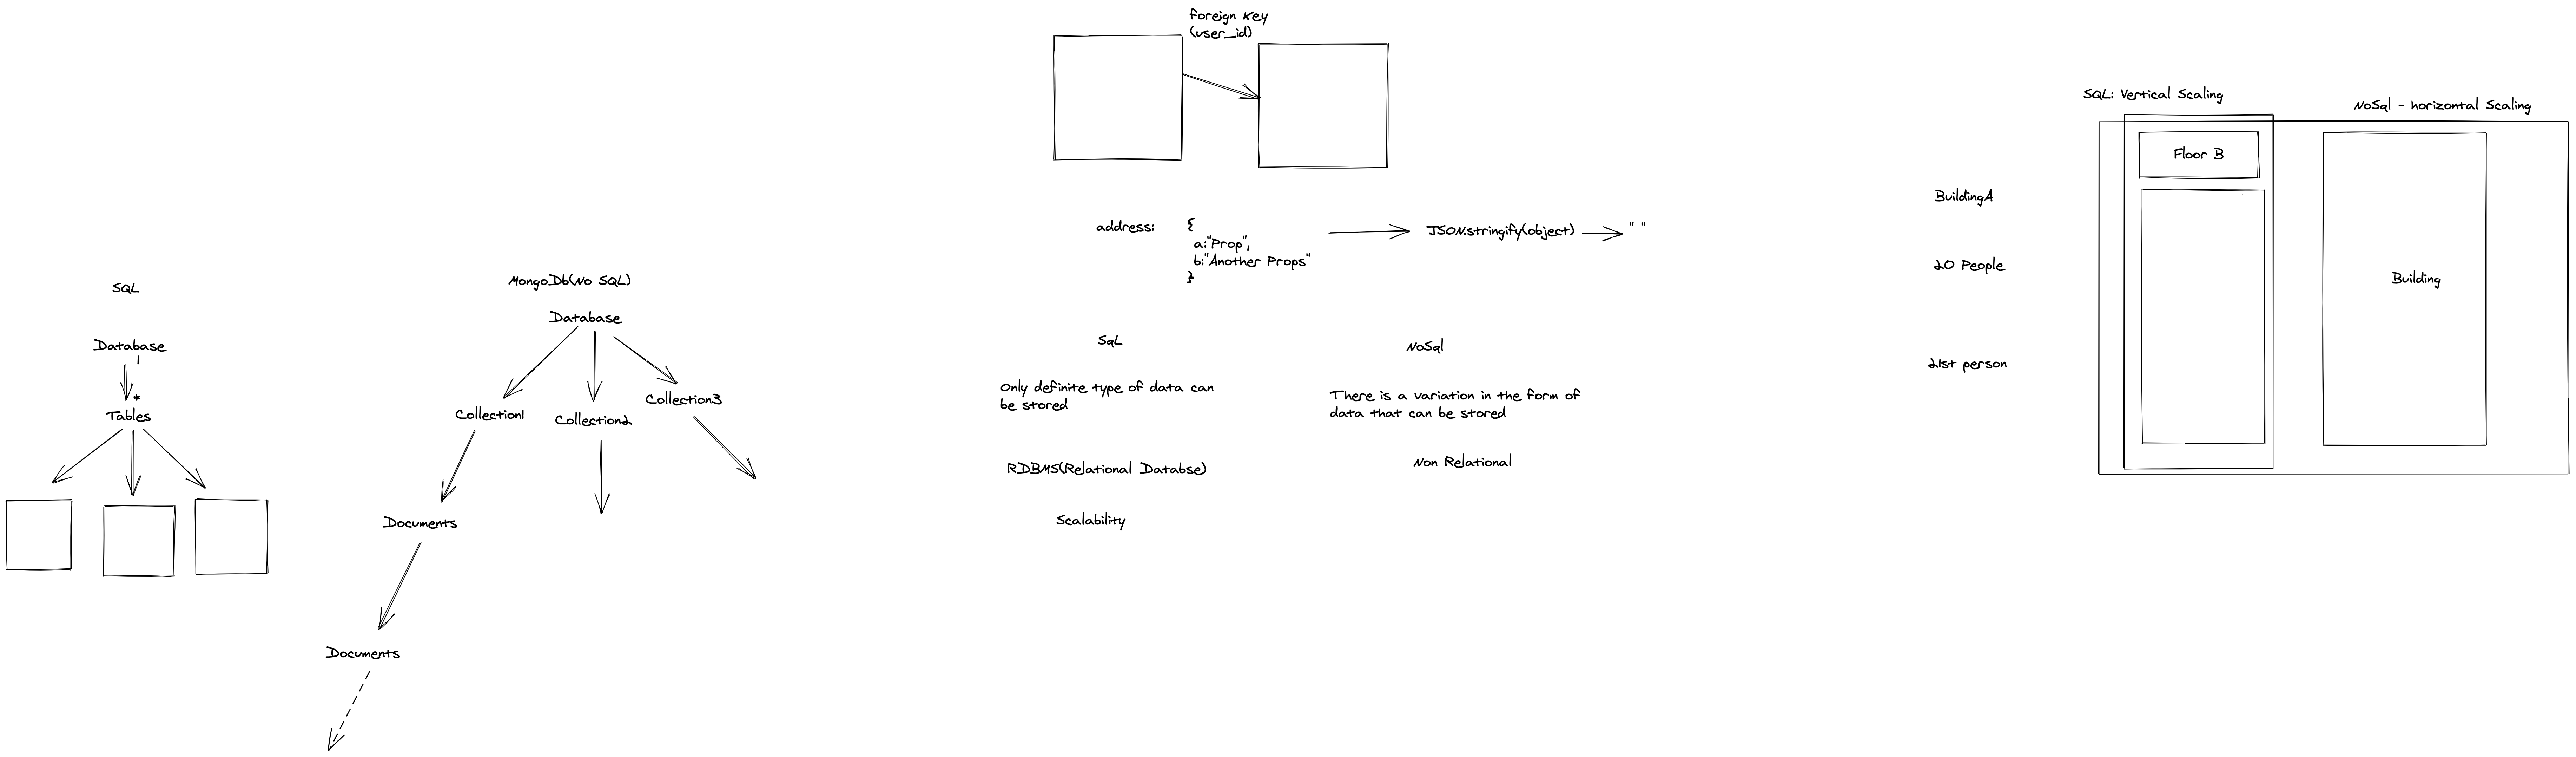 SQL
Database
1
*
Tables
MongoDb(No SQL)
Database
Collection1
Collection2
Collection3
Documents
Documents
foreign Key
(user_id)
address:
{
a:"Prop",
b:"Another Props"
}
JSON.stringify(object)
" "
SqL
NoSql
Only definite type of data can
be stored
There is a variation in the form of
data that can be stored
RDBMS(Relational Databse)
Non Relational
Scalability
SQL: Vertical Scaling
NoSql - horizontal Scaling
Floor B
BuildingA
20 People
Building
21st person